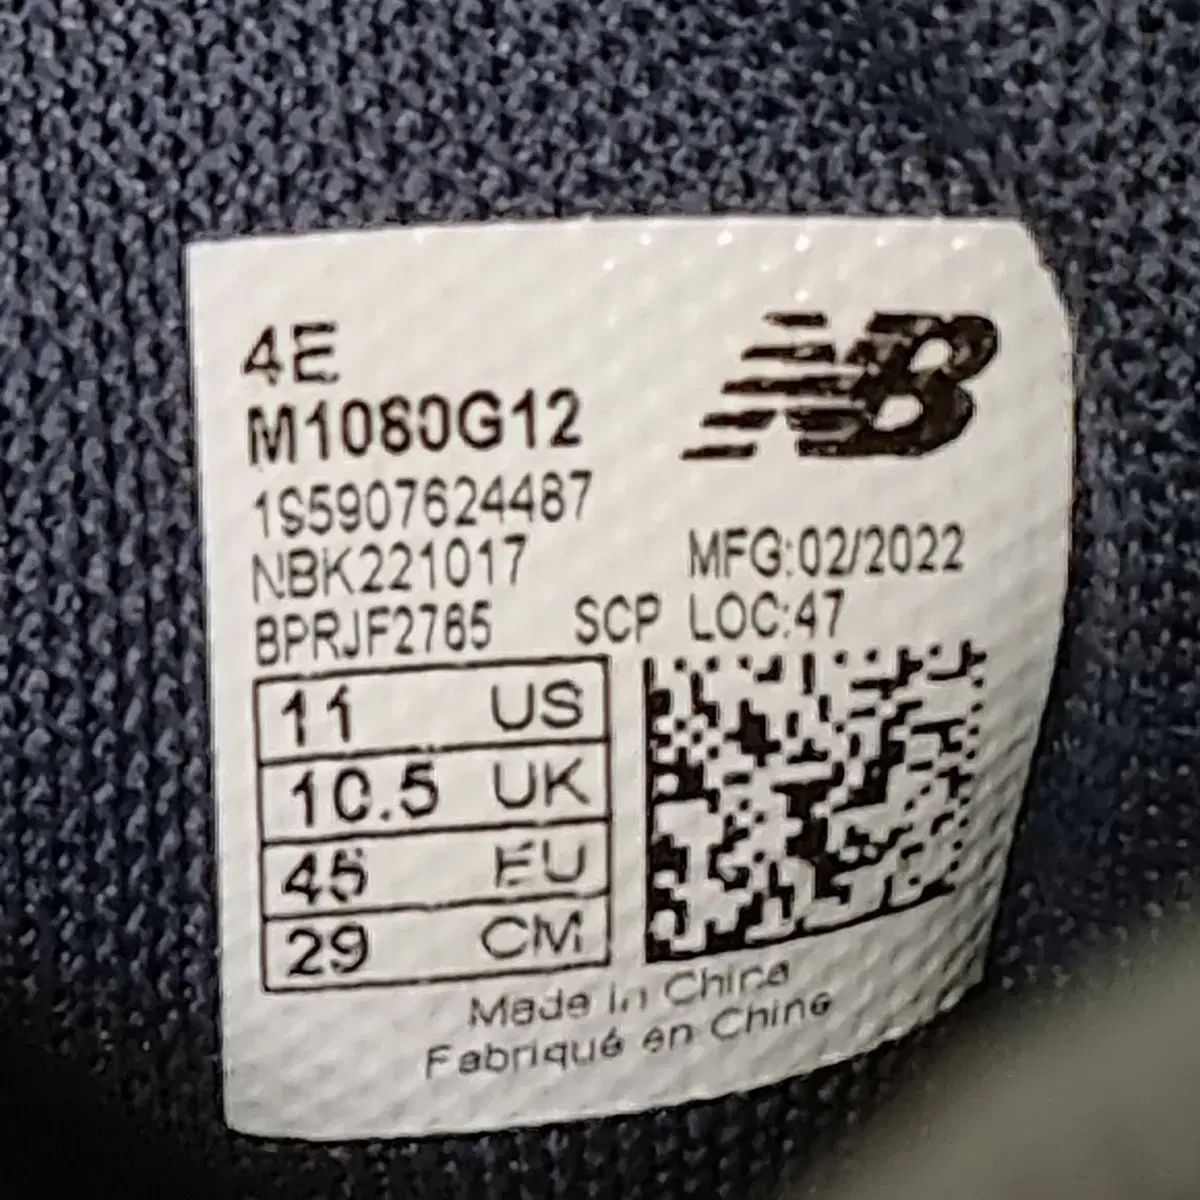 4E
NB
M1080G12
1S5907624487
NBK221017 MFG:02/2022
BPRJF2765 SCP LOC:47
11 US
10.5 UK
45 EU
29 CM
Made in China
Fabriqué en Chine